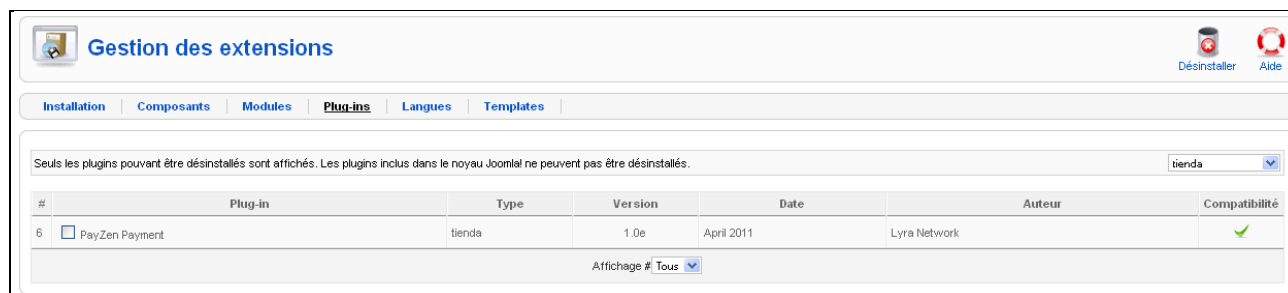 Gestion des extensions
Désinstaller
Aide
Installation Composants Modules Plug-ins Langues Templates
Seuls les plugins pouvant être désinstallés sont affichés. Les plugins inclus dans le noyau Joomla! ne peuvent pas être désinstallés.
tienda
# Plug-in Type Version Date Auteur Compatibilité
6 PayZen Payment tienda 1.0e April 2011 Lyra Network
Affichage # Tous